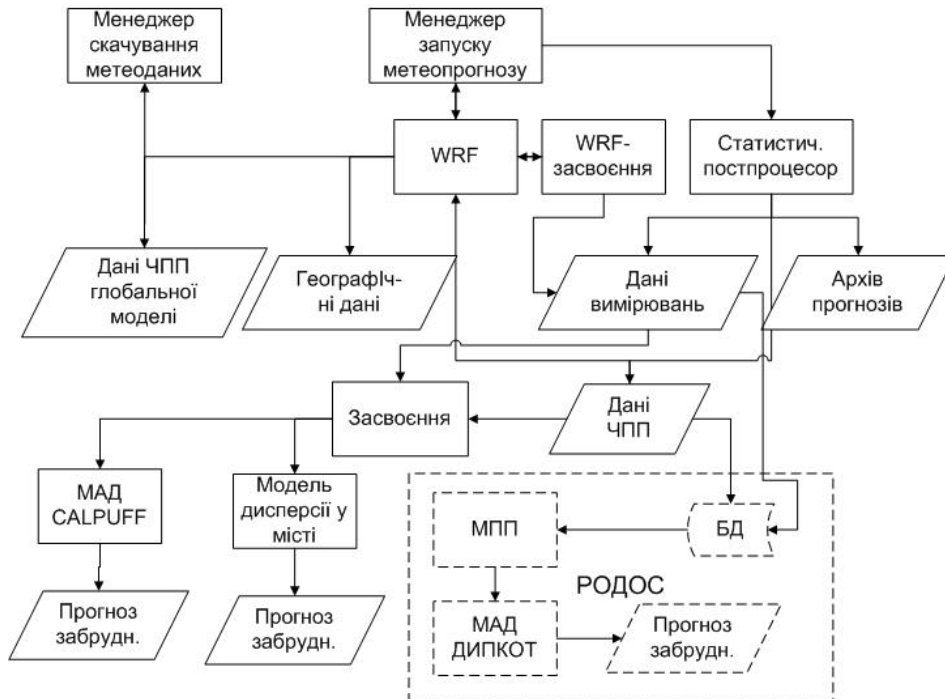 Менеджер
скачування
метеоданих
Менеджер
запуску
метеопрогнозу
WRF
WRF-
засвоєння
Статистич.
постпроцесор
Дані ЧПП
глобальної
моделі
ГеографІч-
ні дані
Дані
вимірювань
Архів
прогнозів
Засвоєння
Дані
ЧПП
МАД
CALPUFF
Модель
дисперсії у
місті
МПП
БД
РОДОС
Прогноз
забрудн.
Прогноз
забрудн.
МАД
ДИПКОТ
Прогноз
забрудн.